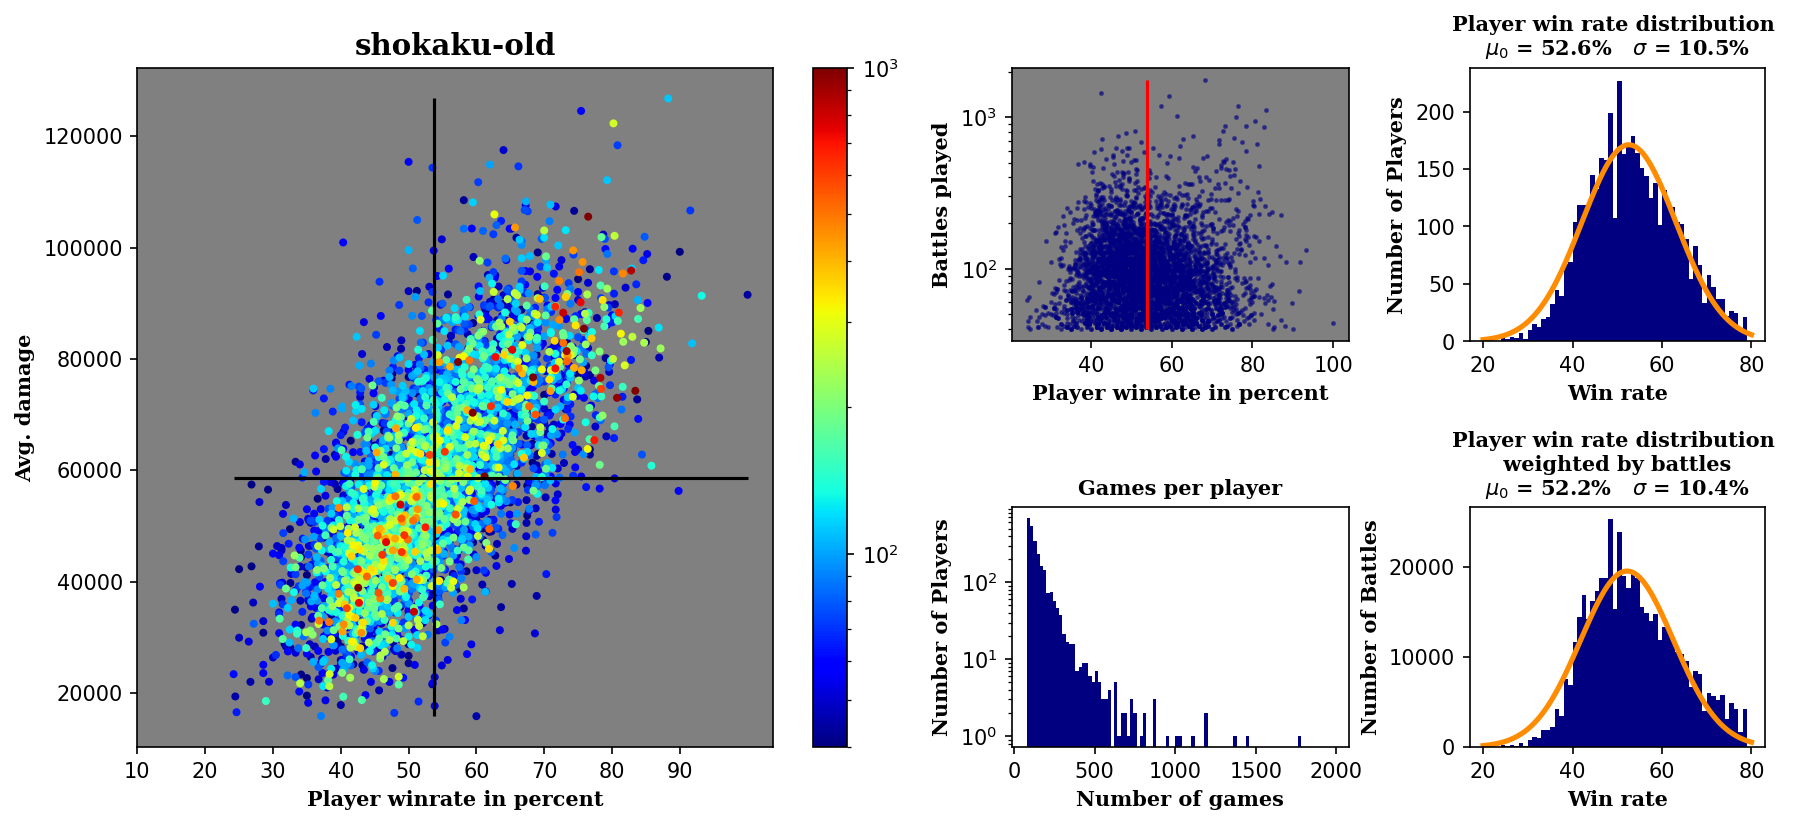 shokaku-old
Avg. damage
120000
100000
80000
60000
40000
20000
10 20 30 40 50 60 70 80 90
Player winrate in percent
10³
10²
Battles played
10³
10²
40 60 80 100
Player winrate in percent
Player win rate distribution
μ₀ = 52.6% σ = 10.5%
Number of Players
200
150
100
50
0
20 40 60 80
Win rate
Games per player
Number of Players
10²
10¹
10⁰
0 500 1000 1500 2000
Number of games
Player win rate distribution
weighted by battles
μ₀ = 52.2% σ = 10.4%
Number of Battles
20000
10000
0
20 40 60 80
Win rate